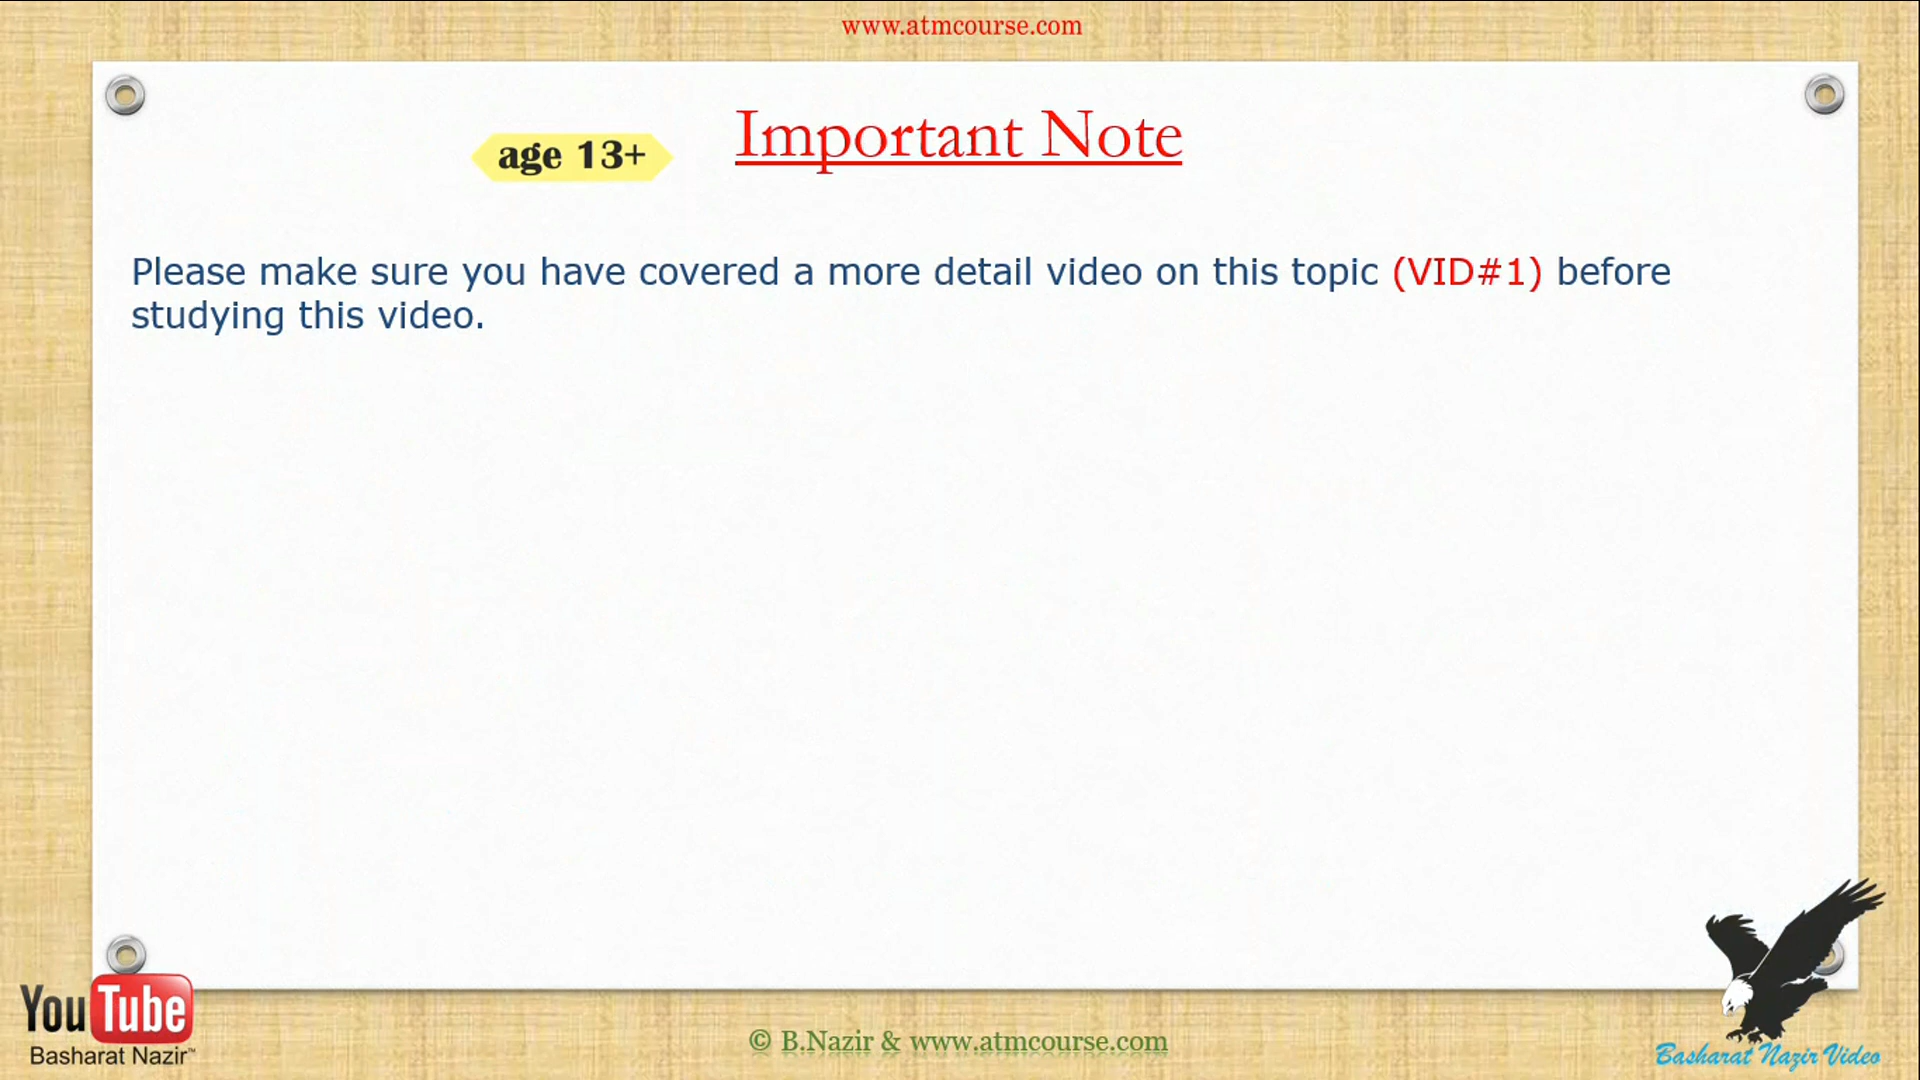 www.atmcourse.com
age 13+
Important Note
Please make sure you have covered a more detail video on this topic (VID#1) before
studying this video.
YouTube
Basharat Nazir™
© B.Nazir & www.atmcourse.com
Basharat Nazir Video